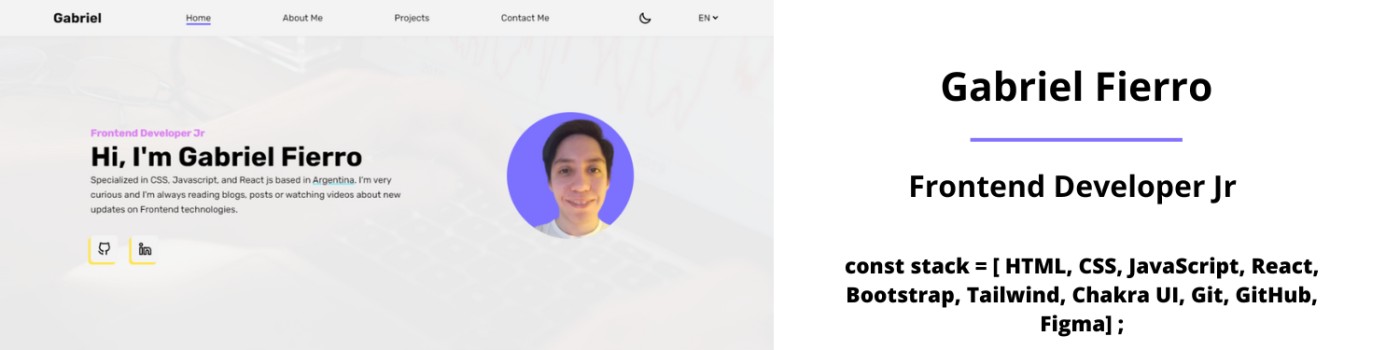 Gabriel
Home
About Me
Projects
Contact Me
EN
Frontend Developer Jr
Hi, I'm Gabriel Fierro
Specialized in CSS, Javascript, and React js based in Argentina. I'm very
curious and I'm always reading blogs, posts or watching videos about new
updates on Frontend technologies.
in
Gabriel Fierro
Frontend Developer Jr
const stack = [ HTML, CSS, JavaScript, React,
Bootstrap, Tailwind, Chakra UI, Git, GitHub,
Figma] ;